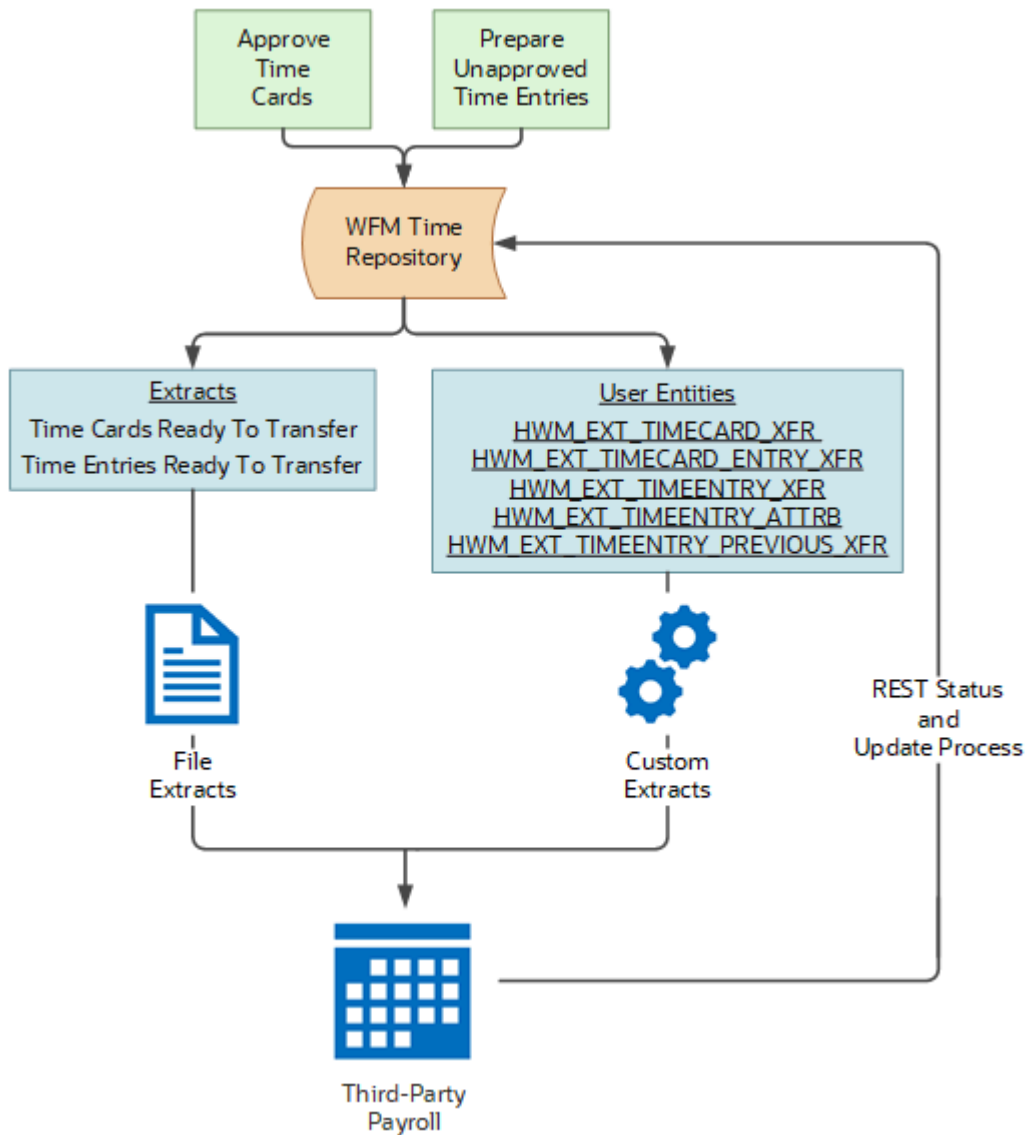 Approve
Time
Cards
Prepare
Unapproved
Time Entries
WFM Time
Repository
Extracts
Time Cards Ready To Transfer
Time Entries Ready To Transfer
User Entities
HWM_EXT_TIMECARD_XFR
HWM_EXT_TIMECARD_ENTRY_XFR
HWM_EXT_TIMEENTRY_XFR
HWM_EXT_TIMEENTRY_ATTRB
HWM_EXT_TIMEENTRY_PREVIOUS_XFR
File
Extracts
Custom
Extracts
REST Status
and
Update Process
Third-Party
Payroll